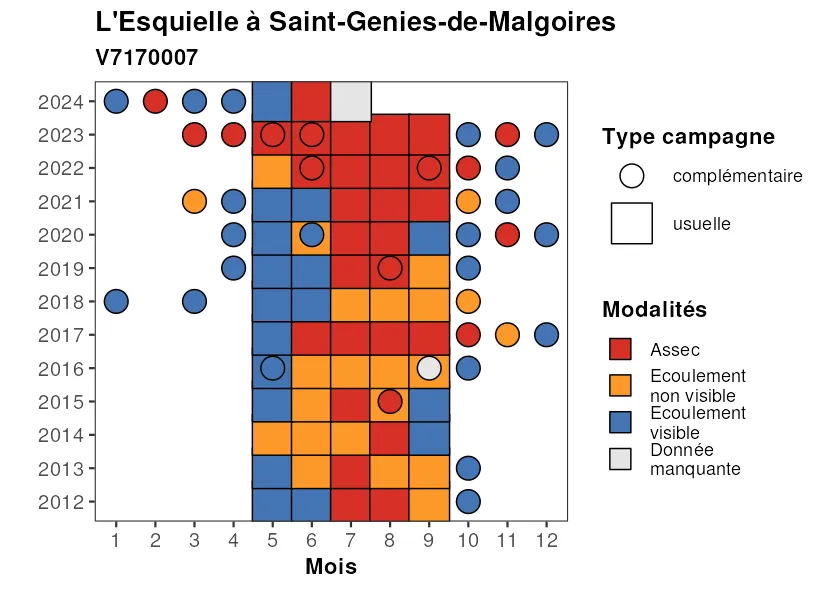 L'Esquielle à Saint-Genies-de-Malgoires
V7170007
2024
2023
2022
2021
2020
2019
2018
2017
2016
2015
2014
2013
2012
1 2 3 4 5 6 7 8 9 10 11 12
Mois
Type campagne
complémentaire
usuelle
Modalités
Assec
Ecoulement
non visible
Ecoulement
visible
Donnée
manquante